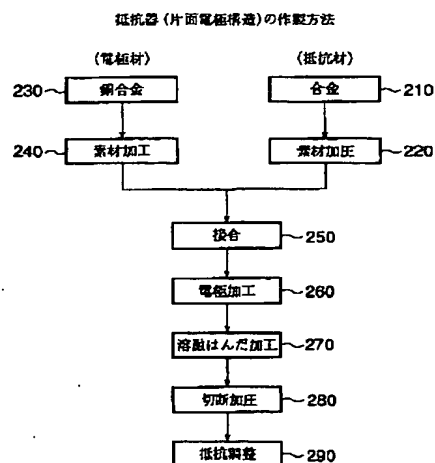 抵抗器(片面電極構造)の作製方法
(電極材) (抵抗材)
230 銅合金 合金 210
240 素材加工 素材加圧 220
接合 250
電極加工 260
溶融はんだ加工 270
切断加圧 280
抵抗調整 290